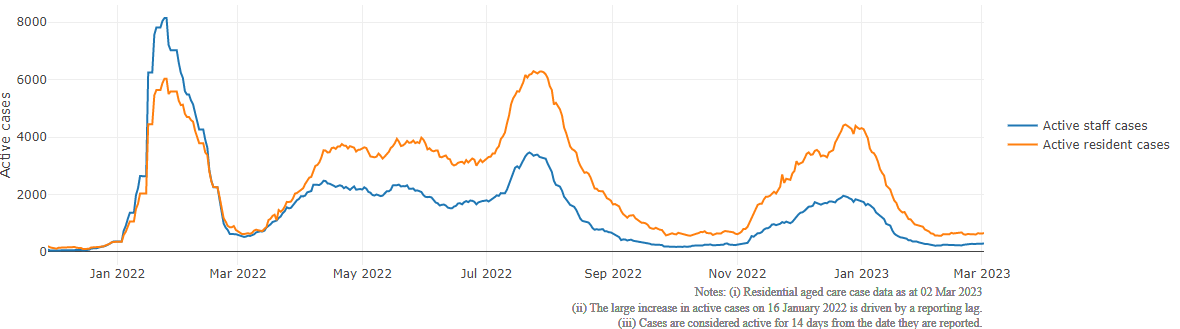 8000
6000
4000
2000
0
Active cases
Jan 2022
Mar 2022
May 2022
Jul 2022
Sep 2022
Nov 2022
Jan 2023
Mar 2023
Active staff cases
Active resident cases
Notes: (i) Residential aged care case data as at 02 Mar 2023
(ii) The large increase in active cases on 16 January 2022 is driven by a reporting lag.
(iii) Cases are considered active for 14 days from the date they are reported.